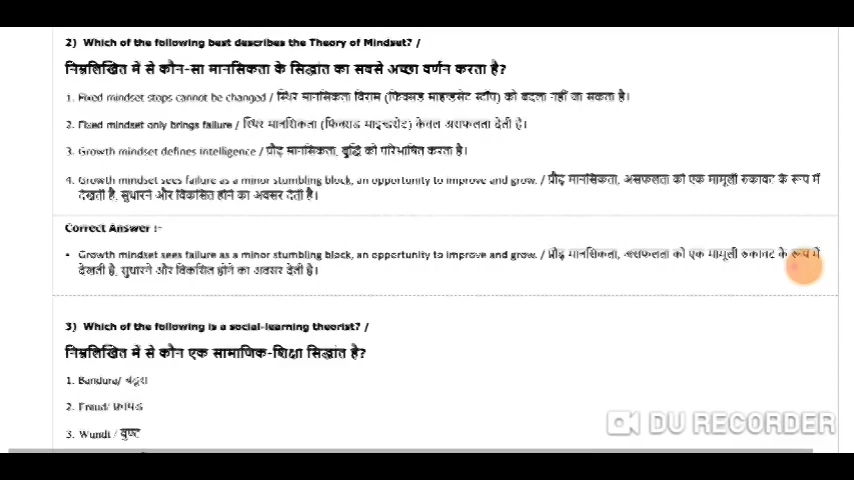 2) Which of the following best describes the Theory of Mindset? /
निम्नलिखित में से कौन-सा मानसिकता के सिद्धांत का सबसे अच्छा वर्णन करता है?
1. Fixed mindset stops cannot be changed / स्थिर मानसिकता विराम (फिक्सड माइंडसेट स्टॉप) को बदला नहीं जा सकता है।
2. Fixed mindset only brings failure / स्थिर मानसिकता (फिक्सड माइन्डसेट) केवल असफलता देती है।
3. Growth mindset defines intelligence / प्रौढ़ मानसिकता, बुद्धि को परिभाषित करता है।
4. Growth mindset sees failure as a minor stumbling block, an opportunity to improve and grow. / प्रौढ़ मानसिकता, असफलता को एक मामूली रुकावट के रूप में
देखती है, सुधारने और विकसित होने का अवसर देती है।
Correct Answer :-
• Growth mindset sees failure as a minor stumbling block, an opportunity to improve and grow. / प्रौढ़ मानसिकता, असफलता को एक मामूली रुकावट के रूप में
देखती है, सुधारने और विकसित होने का अवसर देती है।
3) Which of the following is a social-learning theorist? /
निम्नलिखित में से कौन एक सामाजिक-शिक्षा सिद्धांत है?
1. Bandura/ बंडूरा
2. Freud/ फ्रायड
3. Wundt / वुण्ट
DU RECORDER